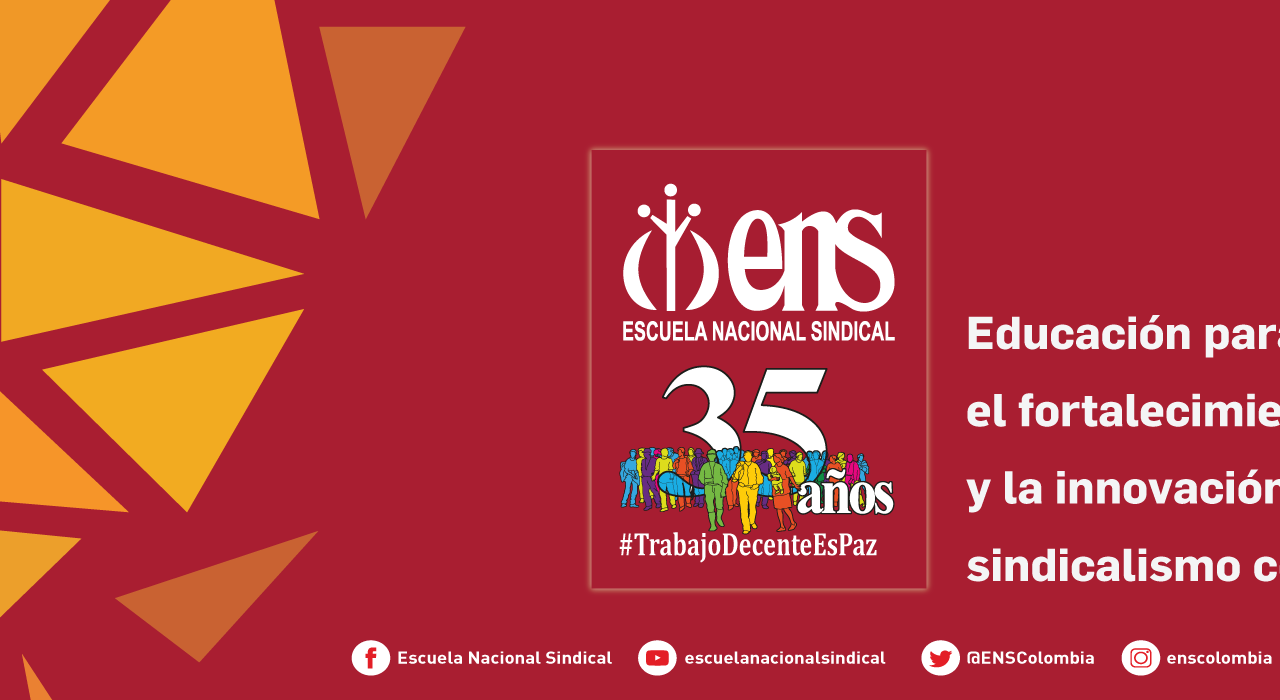 ens
ESCUELA NACIONAL SINDICAL
35
años
#TrabajoDecenteEsPaz
Educación para
el fortalecimie
y la innovación
sindicalismo c
Escuela Nacional Sindical
escuelanacionalsindical
@ENSColombia
enscolombia